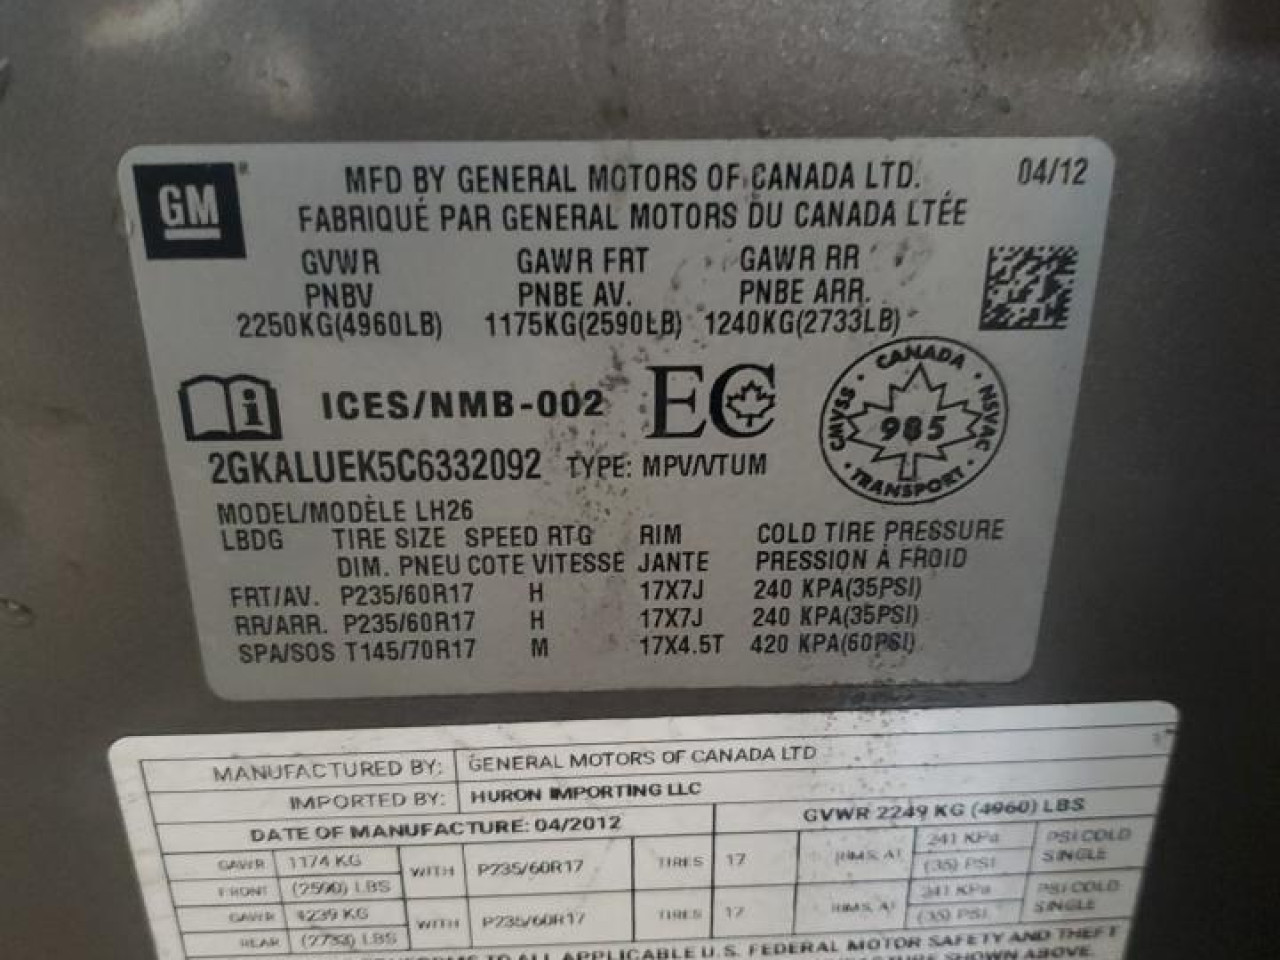 GM
MFD BY GENERAL MOTORS OF CANADA LTD. 04/12
FABRIQUÉ PAR GENERAL MOTORS DU CANADA LTÉE
GVWR GAWR FRT GAWR RR
PNBV PNBE AV. PNBE ARR.
2250KG(4960LB) 1175KG(2590LB) 1240KG(2733LB)
i ICES/NMB-002 EC
CANADA
CMVSS 985 NSVAC
TRANSPORT
2GKALUEK5C6332092 TYPE: MPV/VTUM
MODEL/MODÈLE LH26
LBDG TIRE SIZE SPEED RTG RIM COLD TIRE PRESSURE
DIM. PNEU COTE VITESSE JANTE PRESSION À FROID
FRT/AV. P235/60R17 H 17X7J 240 KPA(35PSI)
RR/ARR. P235/60R17 H 17X7J 240 KPA(35PSI)
SPA/SOS T145/70R17 M 17X4.5T 420 KPA(60PSI)
MANUFACTURED BY: GENERAL MOTORS OF CANADA LTD
IMPORTED BY: HURON IMPORTING LLC
DATE OF MANUFACTURE: 04/2012 GVWR 2249 KG (4960) LBS
GAWR 1174 KG WITH P235/60R17 TIRES 17 RIMS, AT 241 KPa PSI COLD
FRONT (2590) LBS (35) PSI SINGLE
GAWR 1239 KG WITH P235/60R17 TIRES 17 RIMS, AT 241 KPa PSI COLD
REAR (2733) LBS (35) PSI SINGLE
TO ALL APPLICABLE U.S. FEDERAL MOTOR SAFETY AND THEFT
SHOWN ABOVE.